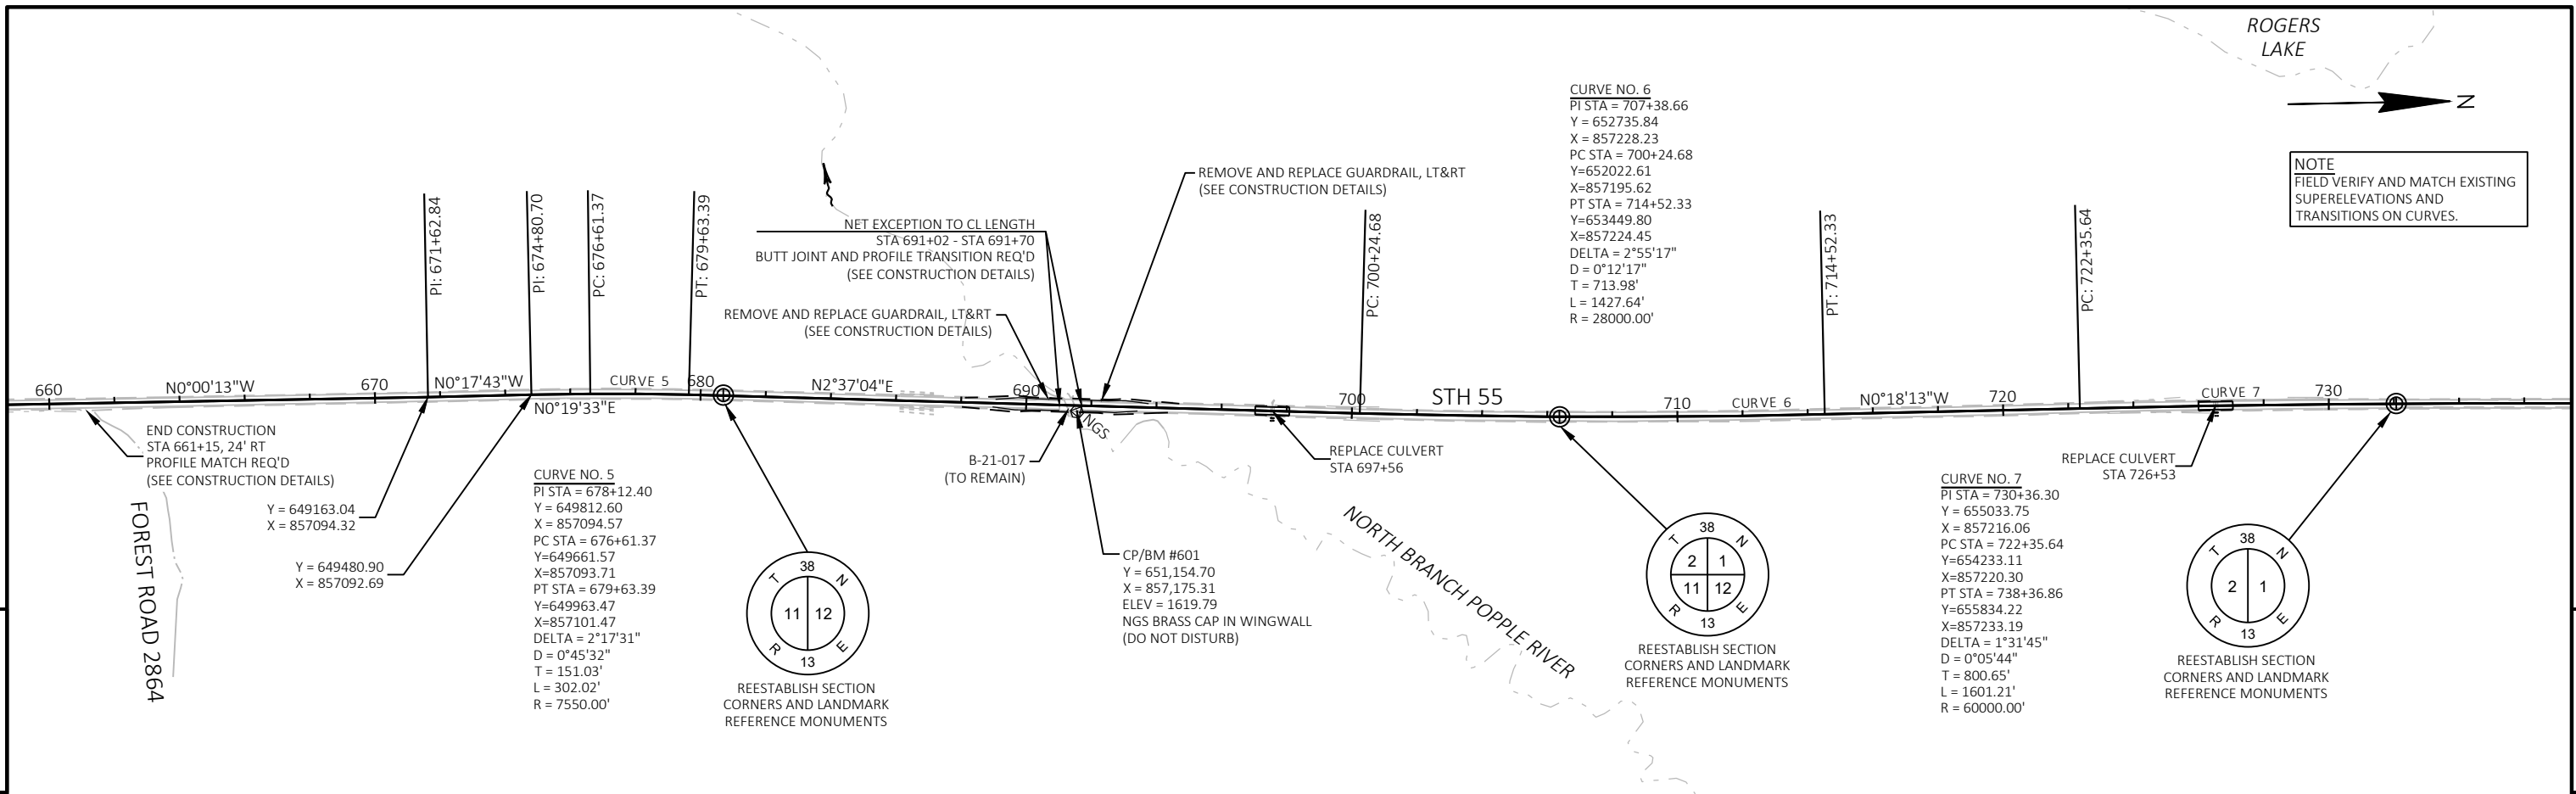 ROGERS
LAKE
N
NOTE
FIELD VERIFY AND MATCH EXISTING
SUPERELEVATIONS AND
TRANSITIONS ON CURVES.
CURVE NO. 6
PI STA = 707+38.66
Y = 652735.84
X = 857228.23
PC STA = 700+24.68
Y=652022.61
X=857195.62
PT STA = 714+52.33
Y=653449.80
X=857224.45
DELTA = 2°55'17"
D = 0°12'17"
T = 713.98'
L = 1427.64'
R = 28000.00'
REMOVE AND REPLACE GUARDRAIL, LT&RT
(SEE CONSTRUCTION DETAILS)
NET EXCEPTION TO CL LENGTH
STA 691+02 - STA 691+70
BUTT JOINT AND PROFILE TRANSITION REQ'D
(SEE CONSTRUCTION DETAILS)
REMOVE AND REPLACE GUARDRAIL, LT&RT
(SEE CONSTRUCTION DETAILS)
PI: 671+62.84
PI: 674+80.70
PC: 676+61.37
PT: 679+63.39
PC: 700+24.68
PT: 714+52.33
PC: 722+35.64
660
N0°00'13"W
670
N0°17'43"W
N0°19'33"E
CURVE 5
680
N2°37'04"E
690
NGS
700
STH 55
710
CURVE 6
N0°18'13"W
720
CURVE 7
730
END CONSTRUCTION
STA 661+15, 24' RT
PROFILE MATCH REQ'D
(SEE CONSTRUCTION DETAILS)
FOREST ROAD 2864
Y = 649163.04
X = 857094.32
Y = 649480.90
X = 857092.69
CURVE NO. 5
PI STA = 678+12.40
Y = 649812.60
X = 857094.57
PC STA = 676+61.37
Y=649661.57
X=857093.71
PT STA = 679+63.39
Y=649963.47
X=857101.47
DELTA = 2°17'31"
D = 0°45'32"
T = 151.03'
L = 302.02'
R = 7550.00'
38
T N
11 12
R E
13
REESTABLISH SECTION
CORNERS AND LANDMARK
REFERENCE MONUMENTS
B-21-017
(TO REMAIN)
CP/BM #601
Y = 651,154.70
X = 857,175.31
ELEV = 1619.79
NGS BRASS CAP IN WINGWALL
(DO NOT DISTURB)
REPLACE CULVERT
STA 697+56
NORTH BRANCH POPPLE RIVER
38
T N
2 1
11 12
R E
13
REESTABLISH SECTION
CORNERS AND LANDMARK
REFERENCE MONUMENTS
REPLACE CULVERT
STA 726+53
CURVE NO. 7
PI STA = 730+36.30
Y = 655033.75
X = 857216.06
PC STA = 722+35.64
Y=654233.11
X=857220.30
PT STA = 738+36.86
Y=655834.22
X=857233.19
DELTA = 1°31'45"
D = 0°05'44"
T = 800.65'
L = 1601.21'
R = 60000.00'
38
T N
2 1
R E
13
REESTABLISH SECTION
CORNERS AND LANDMARK
REFERENCE MONUMENTS